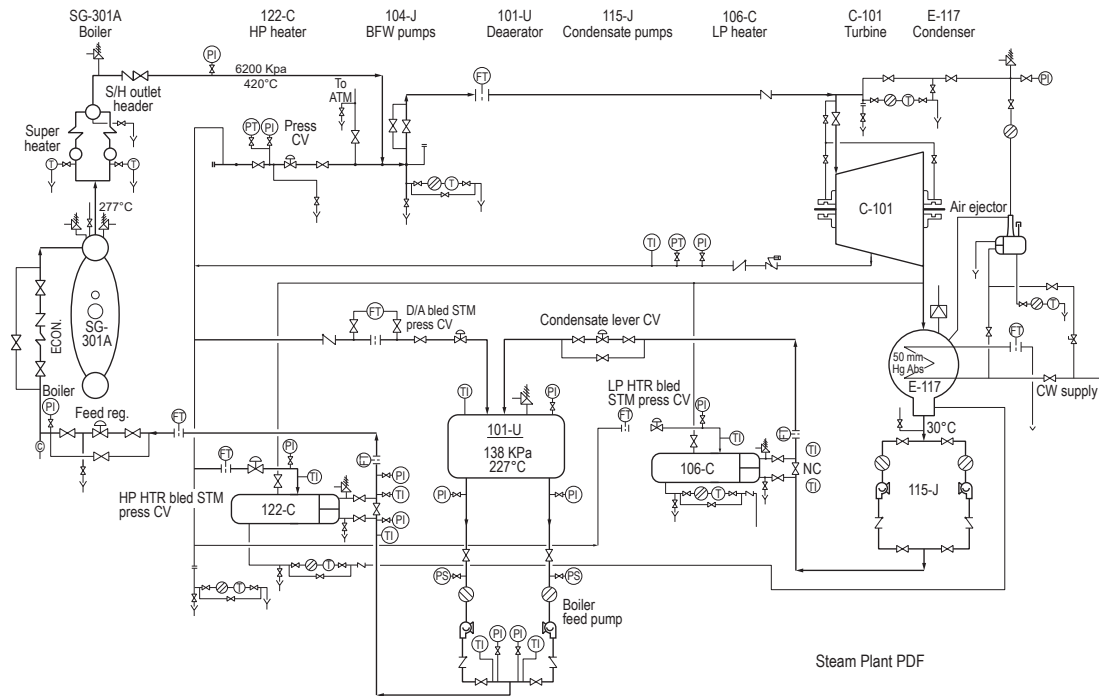 SG-301A
Boiler
122-C
HP heater
104-J
BFW pumps
101-U
Deaerator
115-J
Condensate pumps
106-C
LP heater
C-101
Turbine
E-117
Condenser
PI
6200 Kpa
420°C
To
ATM
FT
PI
S/H outlet
header
Super
heater
T
T
PT
PI
Press
CV
T
T
277°C
C-101
Air ejector
TI
PT
PI
T
SG-
301A
ECON.
FT
D/A bled STM
press CV
Condensate lever CV
50 mm
Hg Abs
E-117
FT
CW supply
Boiler
PI
Feed reg.
FT
C
TI
PI
LP HTR bled
STM press CV
FT
PI
TI
30°C
101-U
138 KPa
227°C
FT
PI
TI
HP HTR bled STM
press CV
122-C
PI
TI
PI
TI
PI
PI
106-C
TI
NC
TI
T
115-J
T
T
PS
PS
Boiler
feed pump
TI
PI
PI
TI
Steam Plant PDF